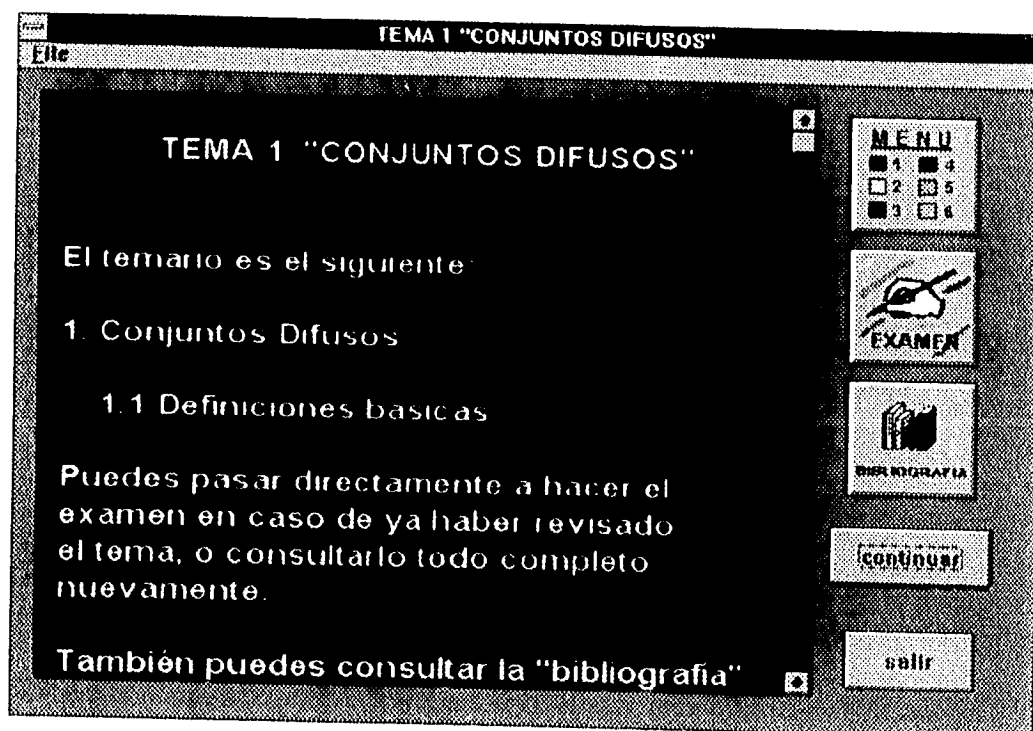 TEMA 1 "CONJUNTOS DIFUSOS"
File
TEMA 1 "CONJUNTOS DIFUSOS"
El temario es el siguiente:
1. Conjuntos Difusos
1.1 Definiciones basicas
Puedes pasar directamente a hacer el
examen en caso de ya haber revisado
el tema, o consultarlo todo completo
nuevamente.
También puedes consultar la "bibliografia"
MENU
1 4
2 5
3 6
EXAMEN
BIBLIOGRAFIA
continuar
salir